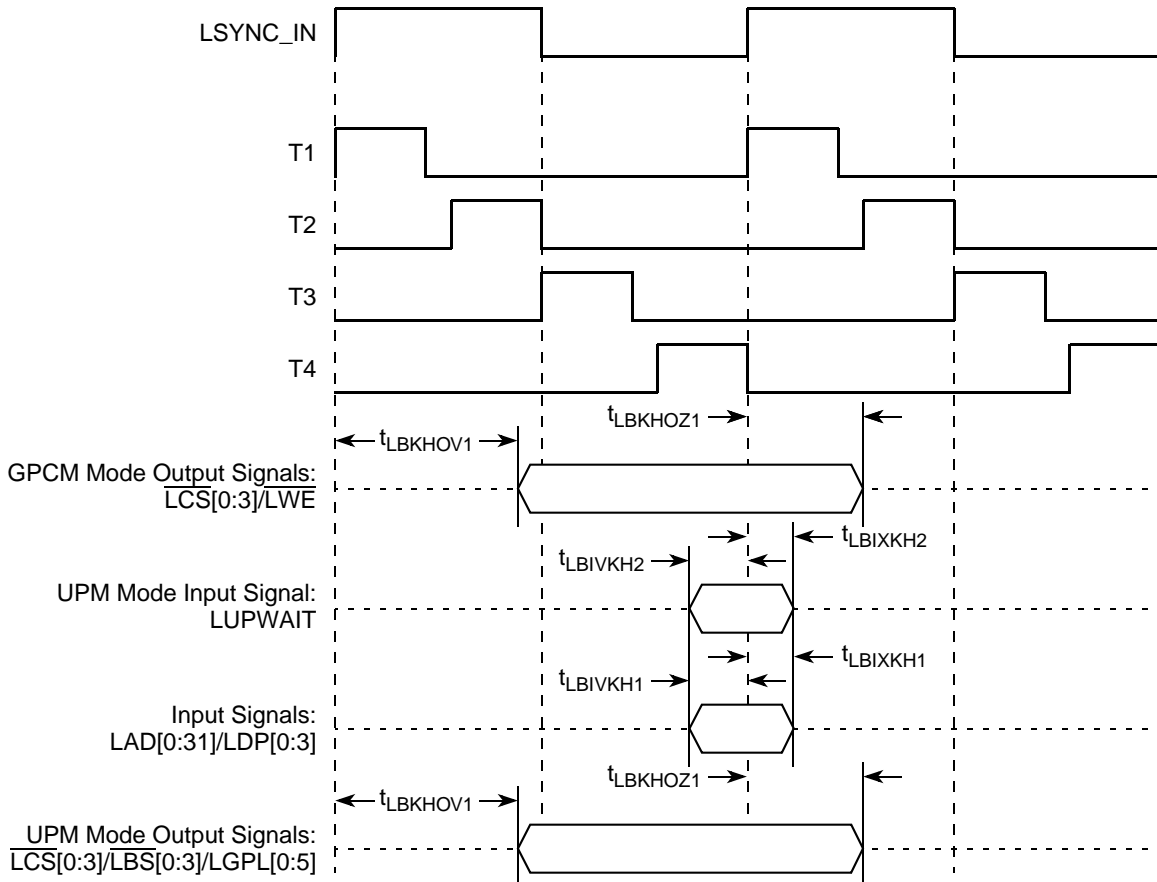 LSYNC_IN
T1
T2
T3
T4
tLBKHOZ1
tLBKHOV1
GPCM Mode Output Signals:
LCS[0:3]/LWE
tLBIXKH2
tLBIVKH2
UPM Mode Input Signal:
LUPWAIT
tLBIXKH1
tLBIVKH1
Input Signals:
LAD[0:31]/LDP[0:3]
tLBKHOZ1
tLBKHOV1
UPM Mode Output Signals:
LCS[0:3]/LBS[0:3]/LGPL[0:5]